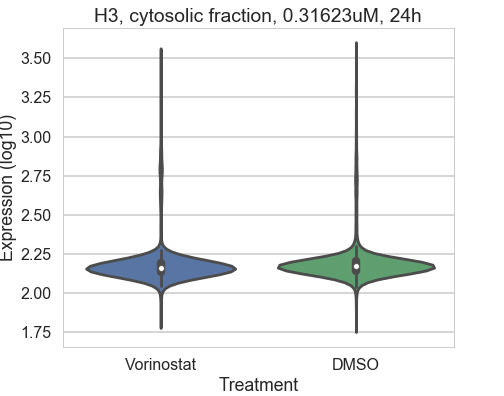 H3, cytosolic fraction, 0.31623uM, 24h
Expression (log10)
3.50
3.25
3.00
2.75
2.50
2.25
2.00
1.75
Vorinostat
DMSO
Treatment